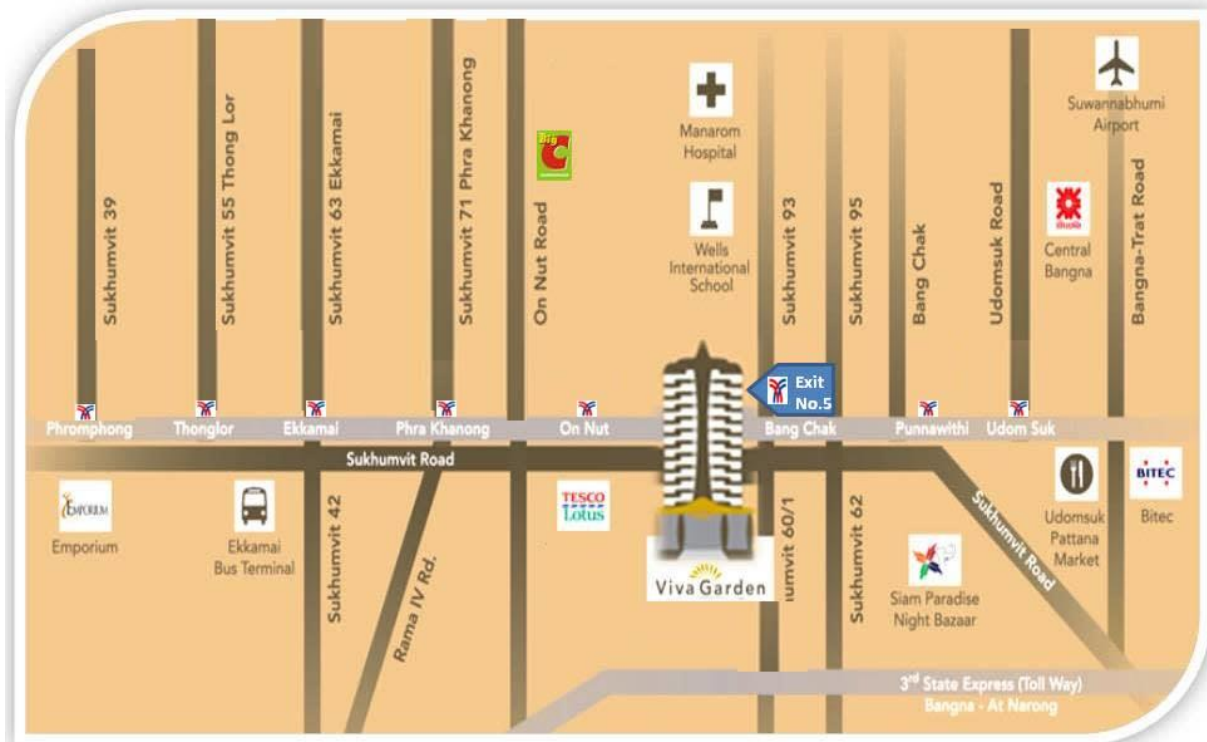 Sukhumvit 39
Sukhumvit 55 Thong Lor
Sukhumvit 63 Ekkamai
Sukhumvit 71 Phra Khanong
On Nut Road
Big
C
Manarom
Hospital
Wells
International
School
Sukhumvit 93
Sukhumvit 95
Bang Chak
Udomsuk Road
Suwannabhumi
Airport
Central
Bangna
Bangna-Trat Road
Exit
No.5
Phromphong
Thonglor
Ekkamai
Phra Khanong
On Nut
Bang Chak
Punnawithi
Udom Suk
Sukhumvit Road
EMPORIUM
Emporium
Ekkamai
Bus Terminal
Sukhumvit 42
Rama IV Rd.
TESCO
Lotus
Viva Garden
umvit 60/1
Sukhumvit 62
Siam Paradise
Night Bazaar
Sukhumvit Road
Udomsuk
Pattana
Market
BITEC
Bitec
3rd State Express (Toll Way)
Bangna - At Narong